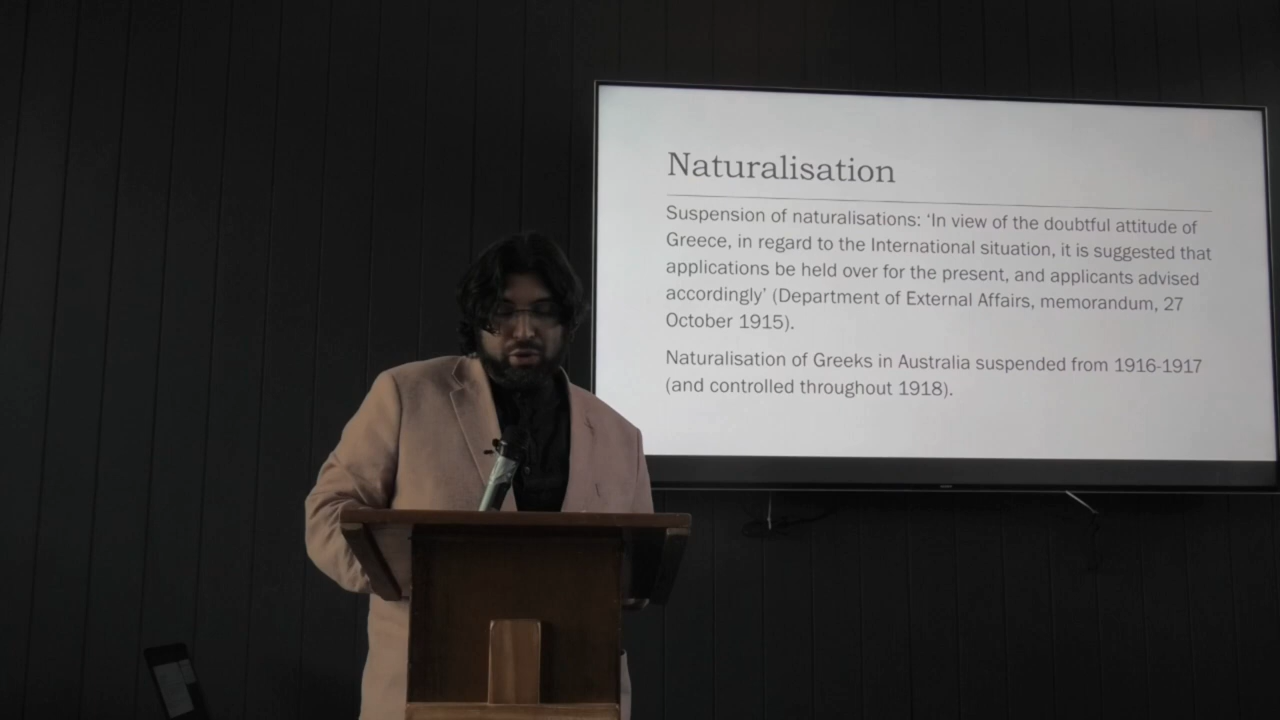 Naturalisation
Suspension of naturalisations: ‘In view of the doubtful attitude of
Greece, in regard to the International situation, it is suggested that
applications be held over for the present, and applicants advised
accordingly’ (Department of External Affairs, memorandum, 27
October 1915).
Naturalisation of Greeks in Australia suspended from 1916-1917
(and controlled throughout 1918).